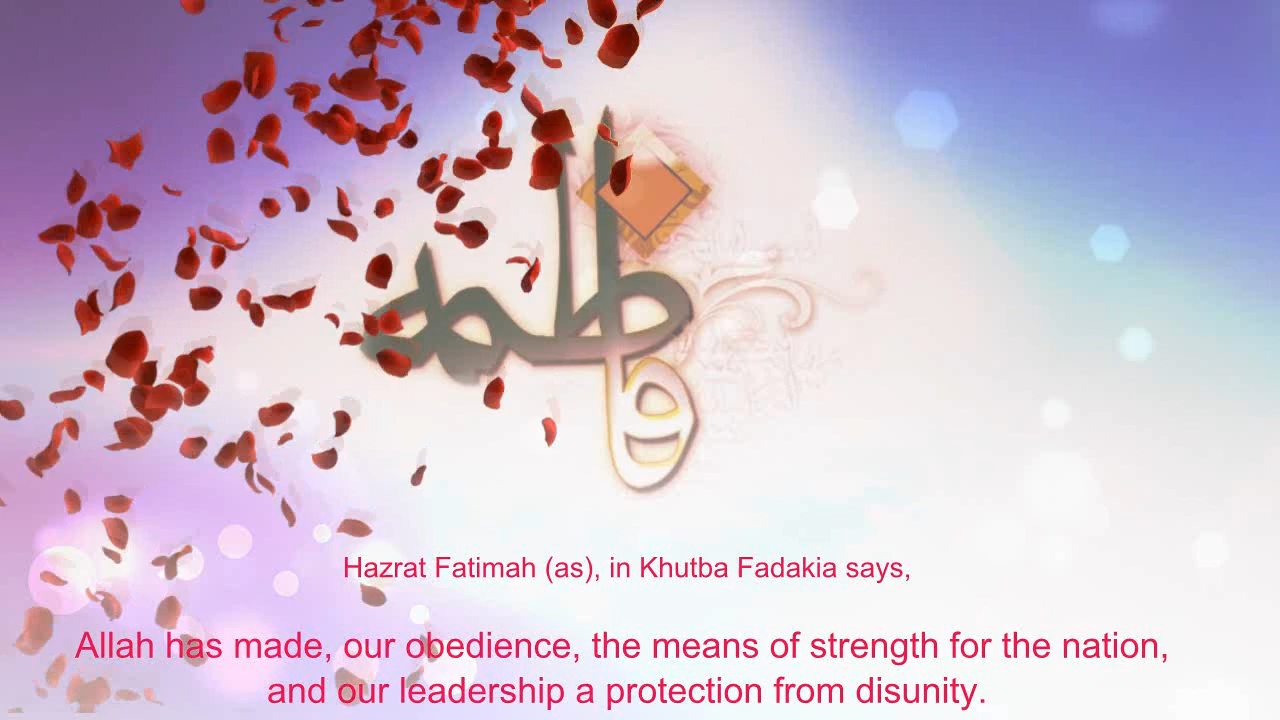 فاطمه
Hazrat Fatimah (as), in Khutba Fadakia says,
Allah has made, our obedience, the means of strength for the nation,
and our leadership a protection from disunity.